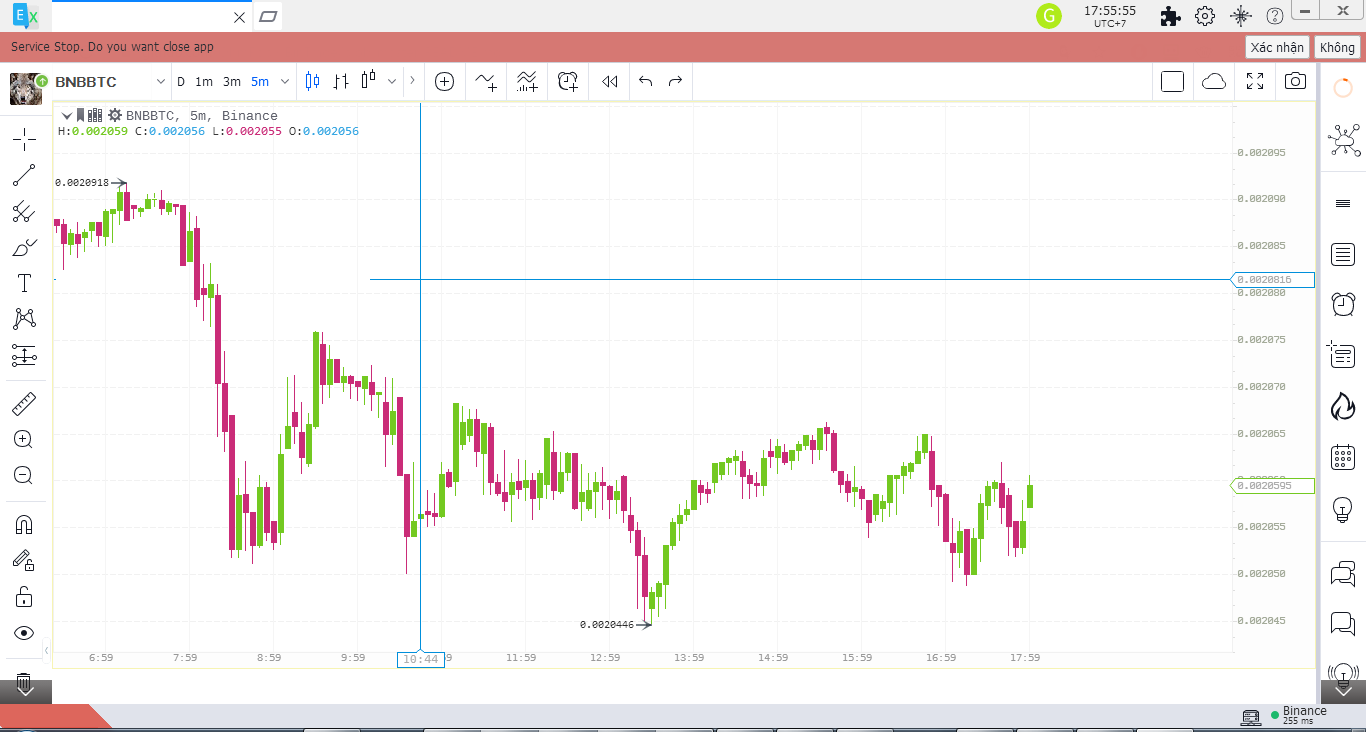 Ex
G
17:55:55
UTC+7
?
Service Stop. Do you want close app
Xác nhận
Không
BNBBTC
D 1m 3m 5m
BNBBTC, 5m, Binance
H:0.002059 C:0.002056 L:0.002055 O:0.002056
0.002095
0.0020918
0.002090
0.002085
0.0020816
0.002080
0.002075
0.002070
0.002065
0.0020595
0.002055
0.002050
0.0020446
0.002045
T
6:59 7:59 8:59 9:59 10:44 11:59 12:59 13:59 14:59 15:59 16:59 17:59
Binance
255 ms